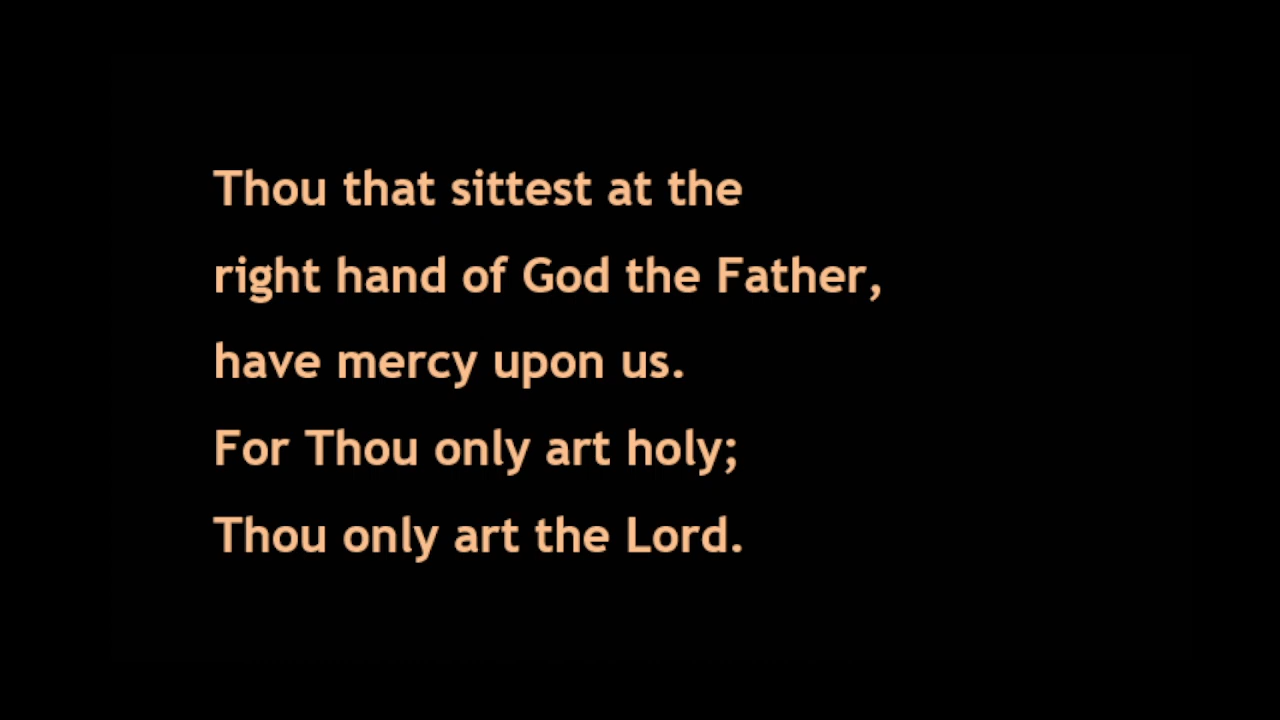 Thou that sittest at the
right hand of God the Father,
have mercy upon us.
For Thou only art holy;
Thou only art the Lord.